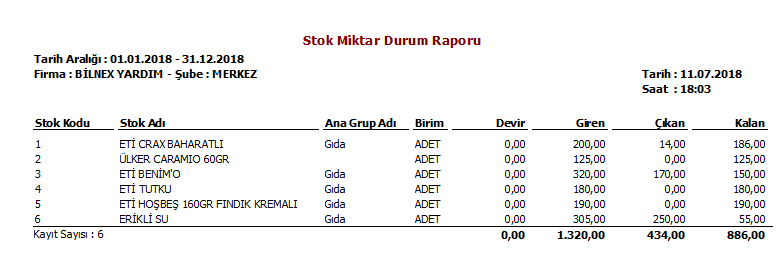 Stok Miktar Durum Raporu
Tarih Aralığı : 01.01.2018 - 31.12.2018
Firma : BİLNEX YARDIM - Şube : MERKEZ
Tarih : 11.07.2018
Saat : 18:03
Stok Kodu Stok Adı Ana Grup Adı Birim Devir Giren Çıkan Kalan
1 ETİ CRAX BAHARATLI Gıda ADET 0,00 200,00 14,00 186,00
2 ÜLKER CARAMIO 60GR ADET 0,00 125,00 0,00 125,00
3 ETİ BENİM'O Gıda ADET 0,00 320,00 170,00 150,00
4 ETİ TUTKU Gıda ADET 0,00 180,00 0,00 180,00
5 ETİ HOŞBEŞ 160GR FINDIK KREMALI Gıda ADET 0,00 190,00 0,00 190,00
6 ERİKLİ SU Gıda ADET 0,00 305,00 250,00 55,00
Kayıt Sayısı : 6 0,00 1.320,00 434,00 886,00